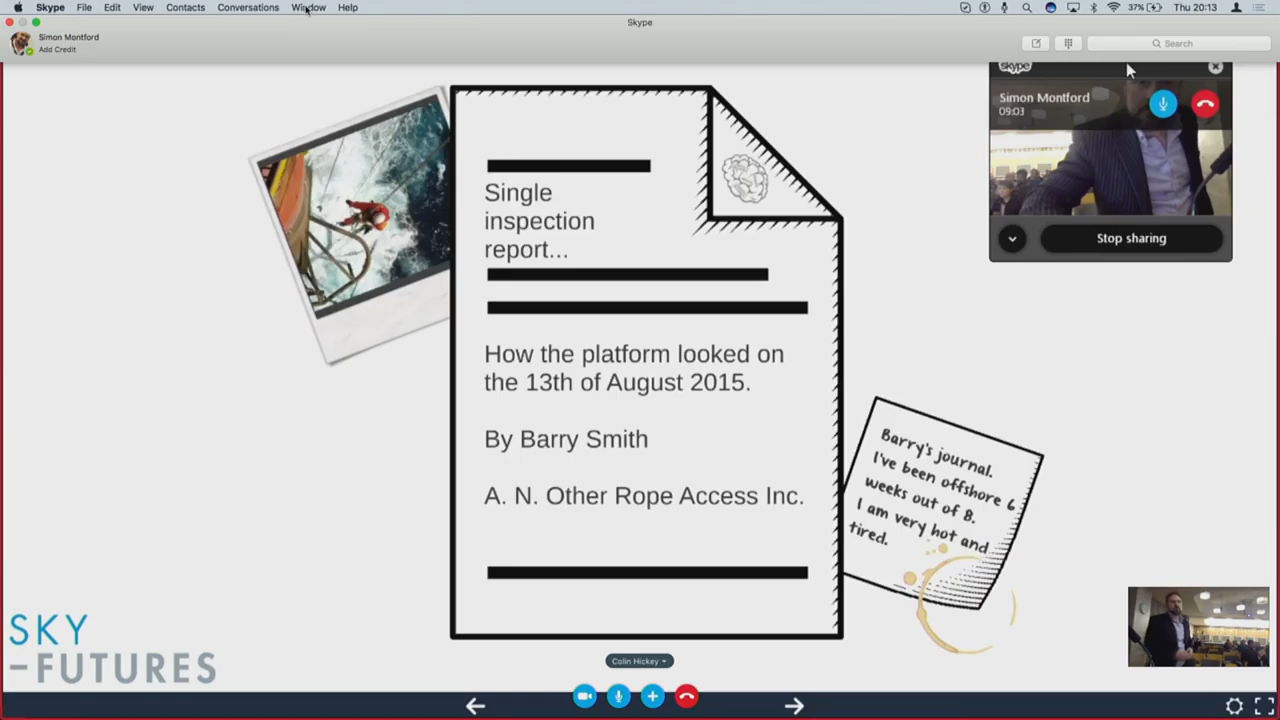 Skype File Edit View Contacts Conversations Window Help
37% Thu 20:13
Skype
Simon Montford
Add Credit
Search
skype
Simon Montford
09:03
Stop sharing
Single
inspection
report...
How the platform looked on
the 13th of August 2015.
By Barry Smith
A. N. Other Rope Access Inc.
Barry's journal.
I've been offshore 6
weeks out of 8.
I am very hot and
tired.
SKY
-FUTURES
Colin Hickey